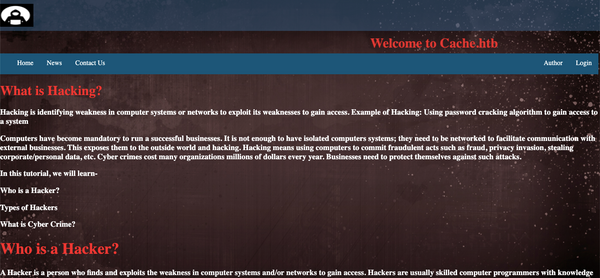 Welcome to Cache.htb
Home News Contact Us Author Login
What is Hacking?
Hacking is identifying weakness in computer systems or networks to exploit its weaknesses to gain access. Example of Hacking: Using password cracking algorithm to gain access to
a system
Computers have become mandatory to run a successful businesses. It is not enough to have isolated computers systems; they need to be networked to facilitate communication with
external businesses. This exposes them to the outside world and hacking. Hacking means using computers to commit fraudulent acts such as fraud, privacy invasion, stealing
corporate/personal data, etc. Cyber crimes cost many organizations millions of dollars every year. Businesses need to protect themselves against such attacks.
In this tutorial, we will learn-
Who is a Hacker?
Types of Hackers
What is Cyber Crime?
Who is a Hacker?
A Hacker is a person who finds and exploits the weakness in computer systems and/or networks to gain access. Hackers are usually skilled computer programmers with knowledge